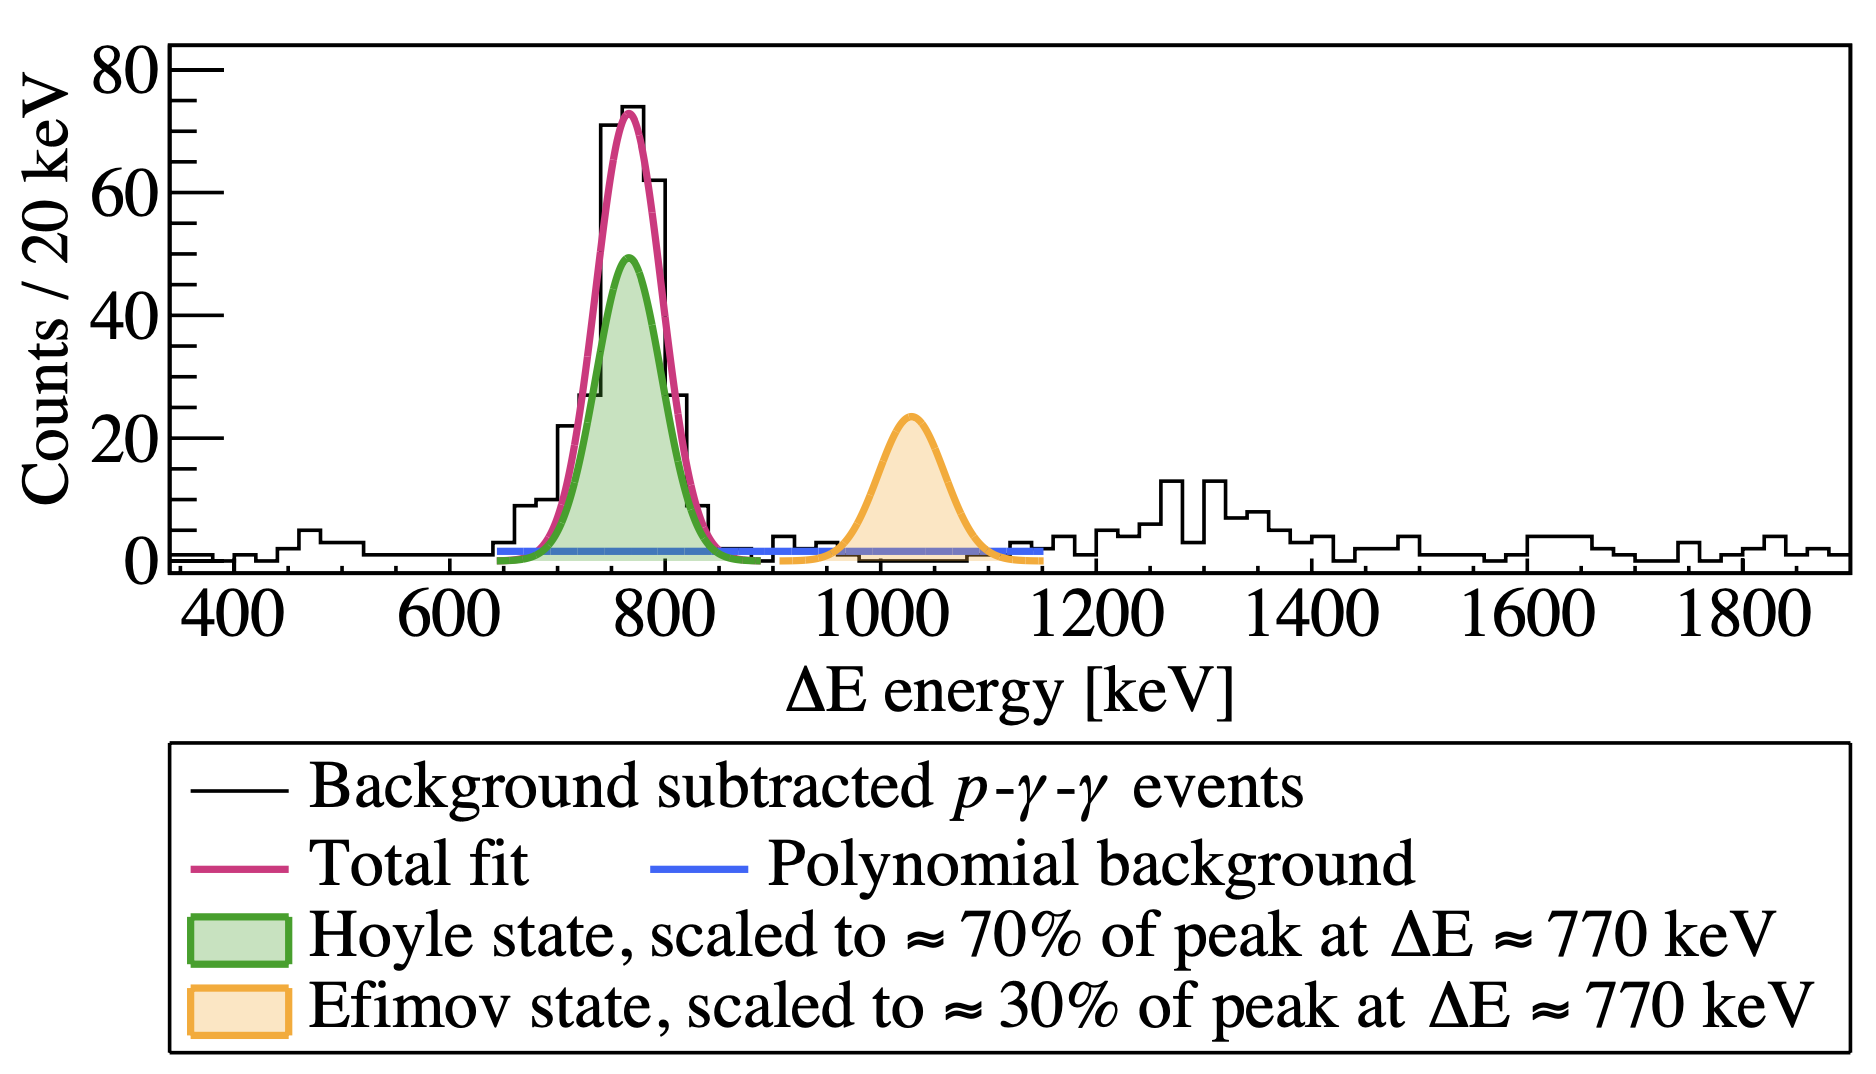 Counts / 20 keV
80
60
40
20
0
400 600 800 1000 1200 1400 1600 1800
ΔE energy [keV]
Background subtracted p-γ-γ events
Total fit Polynomial background
Hoyle state, scaled to ≈ 70% of peak at ΔE ≈ 770 keV
Efimov state, scaled to ≈ 30% of peak at ΔE ≈ 770 keV